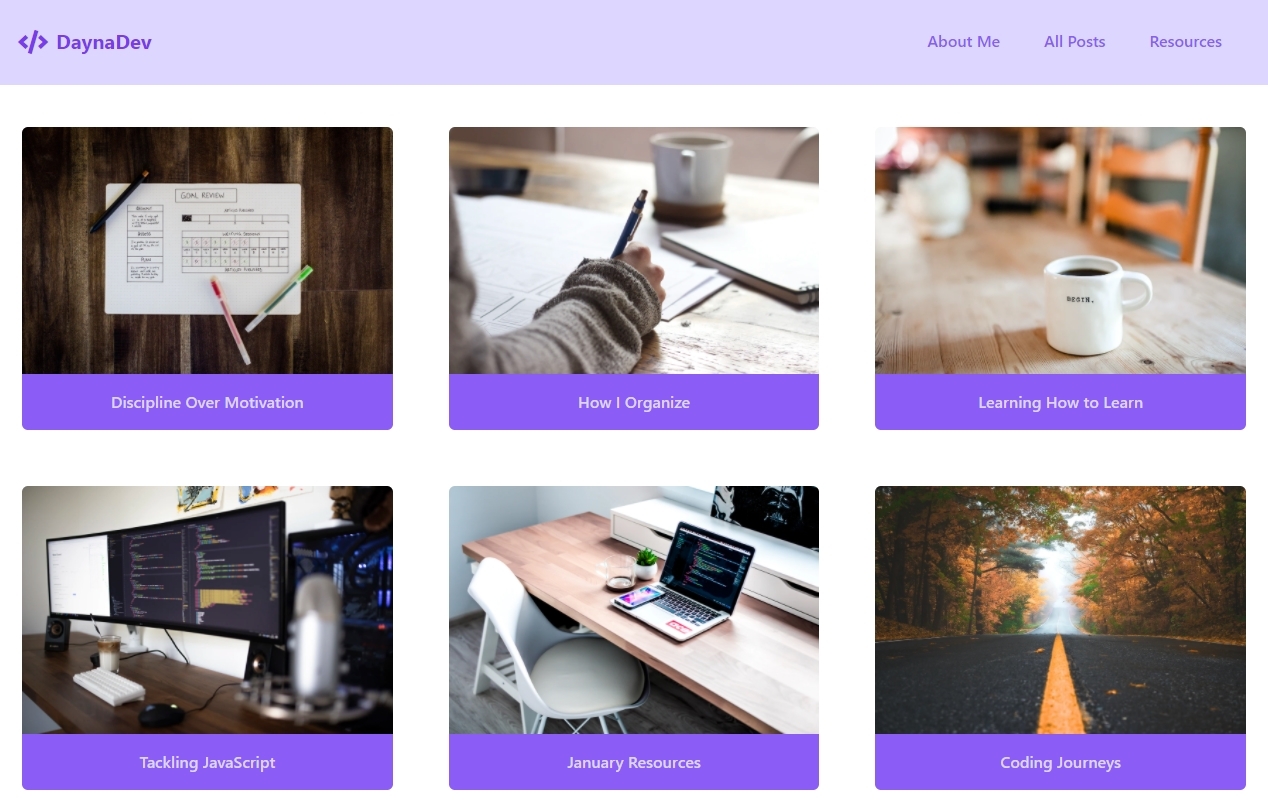 DaynaDev
About Me
All Posts
Resources
GOAL REVIEW
BEGIN.
Discipline Over Motivation
How I Organize
Learning How to Learn
Tackling JavaScript
January Resources
Coding Journeys